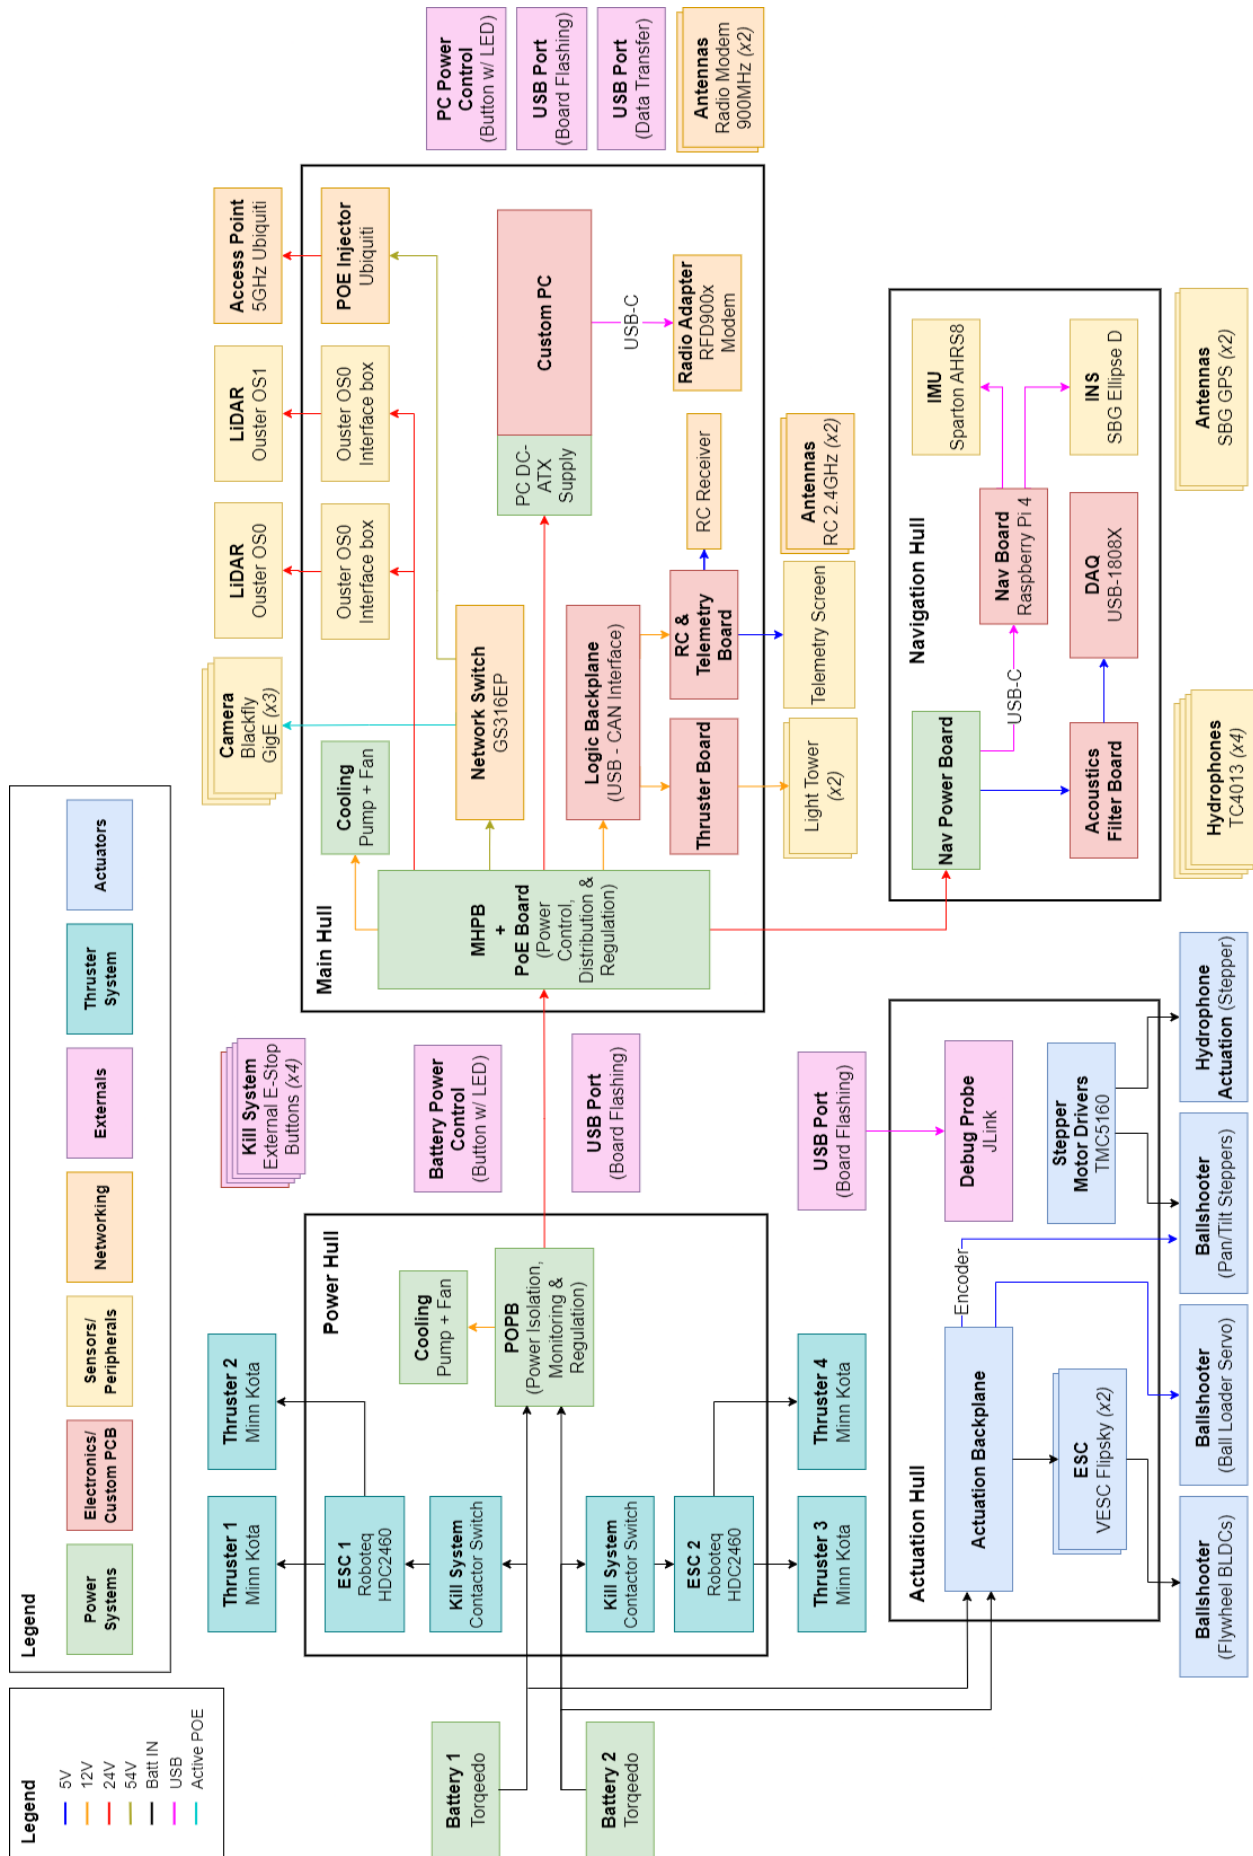 Legend
5V
12V
24V
54V
Batt IN
USB
Active POE
Legend
Power
Systems
Electronics/
Custom PCB
Sensors/
Peripherals
Networking
Externals
Thruster
System
Actuators
Battery 1
Torqeedo
Battery 2
Torqeedo
Thruster 1
Minn Kota
Thruster 2
Minn Kota
Power Hull
ESC 1
Roboteq
HDC2460
Kill System
Contactor Switch
Kill System
Contactor Switch
ESC 2
Roboteq
HDC2460
Cooling
Pump + Fan
POPB
(Power Isolation,
Monitoring &
Regulation)
Thruster 3
Minn Kota
Thruster 4
Minn Kota
Kill System
External E-Stop
Buttons (x4)
Battery Power
Control
(Button w/ LED)
USB Port
(Board Flashing)
Main Hull
MHPB
+
PoE Board
(Power
Control,
Distribution &
Regulation)
Cooling
Pump + Fan
Camera
Blackfly
GigE (x3)
LiDAR
Ouster OS0
LiDAR
Ouster OS1
Access Point
5GHz Ubiquiti
Ouster OS0
Interface box
Ouster OS0
Interface box
POE Injector
Ubiquiti
Network Switch
GS316EP
PC DC-
ATX
Supply
Custom PC
Logic Backplane
(USB - CAN Interface)
USB-C
Thruster Board
RC &
Telemetry
Board
RC Receiver
Radio Adapter
RFD900x
Modem
Light Tower
(x2)
Telemetry Screen
Antennas
RC 2.4GHz (x2)
PC Power
Control
(Button w/ LED)
USB Port
(Board Flashing)
USB Port
(Data Transfer)
Antennas
Radio Modem
900MHz (x2)
Actuation Hull
Actuation Backplane
Encoder
ESC
VESC Flipsky (x2)
USB Port
(Board Flashing)
Debug Probe
JLink
Stepper
Motor Drivers
TMC5160
Ballshooter
(Flywheel BLDCs)
Ballshooter
(Ball Loader Servo)
Ballshooter
(Pan/Tilt Steppers)
Hydrophone
Actuation (Stepper)
Navigation Hull
Nav Power Board
USB-C
Nav Board
Raspberry Pi 4
IMU
Sparton AHRS8
INS
SBG Ellipse D
Acoustics
Filter Board
DAQ
USB-1808X
Hydrophones
TC4013 (x4)
Antennas
SBG GPS (x2)